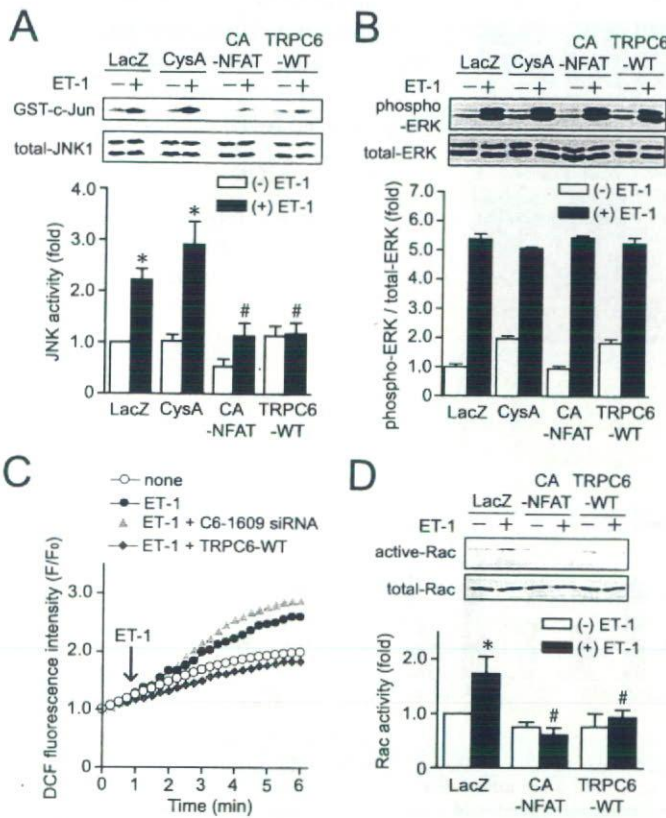 A
LacZ CysA CA -NFAT TRPC6 -WT
ET-1 − + − + − + − +
GST-c-Jun
total-JNK1
(-) ET-1
(+) ET-1
JNK activity (fold)
4.0
3.0
2.0
1.0
0
* * # #
LacZ CysA CA -NFAT TRPC6 -WT
B
LacZ CysA CA -NFAT TRPC6 -WT
ET-1 − + − + − + − +
phospho -ERK
total-ERK
(-) ET-1
(+) ET-1
phospho-ERK / total-ERK (fold)
7.0
6.0
5.0
4.0
3.0
2.0
1.0
0
LacZ CysA CA -NFAT TRPC6 -WT
C
none
ET-1
ET-1 + C6-1609 siRNA
ET-1 + TRPC6-WT
DCF fluorescence intensity (F/F0)
3.0
2.0
1.0
0
ET-1
0 1 2 3 4 5 6
Time (min)
D
LacZ CA -NFAT TRPC6 -WT
ET-1 − + − + − +
active-Rac
total-Rac
(-) ET-1
(+) ET-1
Rac activity (fold)
2.0
1.0
0
* # #
LacZ CA -NFAT TRPC6 -WT